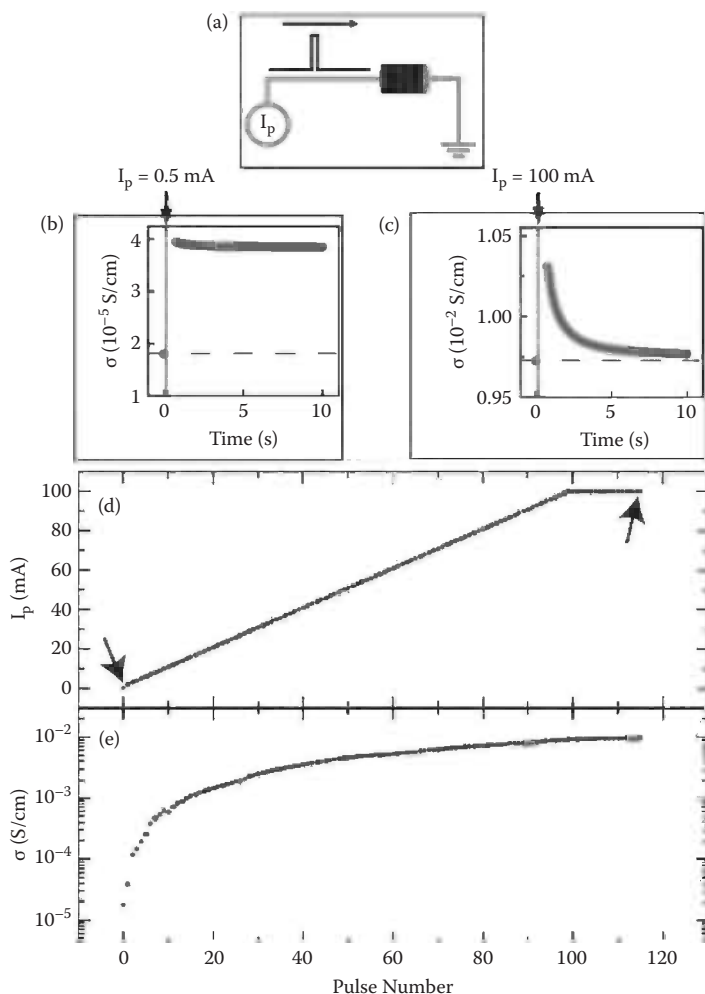 (a)
I_p
I_p = 0.5 mA
I_p = 100 mA
(b)
4
3
2
1
σ (10⁻⁵ S/cm)
0 5 10
Time (s)
(c)
1.05
1.00
0.95
σ (10⁻² S/cm)
0 5 10
Time (s)
(d)
100
80
60
40
20
0
I_p (mA)
(e)
10⁻²
10⁻³
10⁻⁴
10⁻⁵
σ (S/cm)
0 20 40 60 80 100 120
Pulse Number